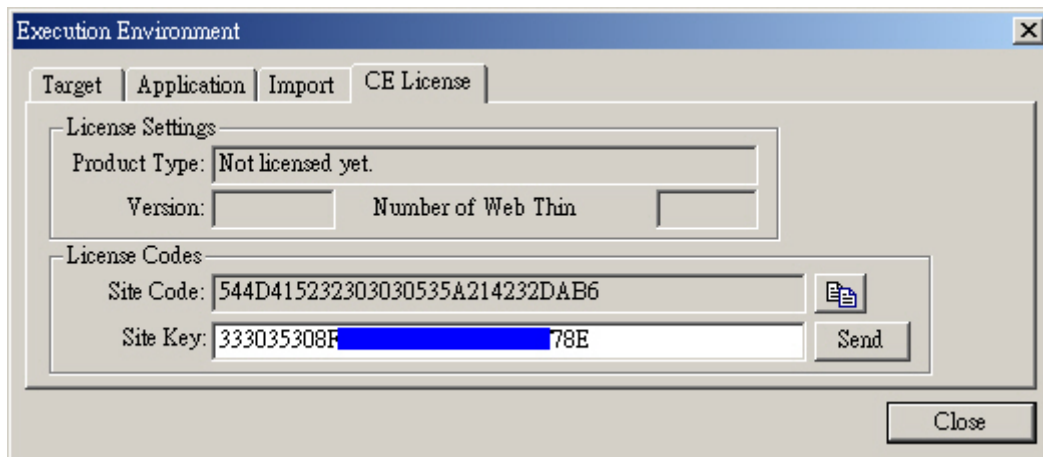 Execution Environment
Target Application Import CE License
License Settings
Product Type: Not licensed yet.
Version: Number of Web Thin
License Codes
Site Code: 544D415232303030535A214232DAB6
Site Key: 333035308F 78E Send
Close